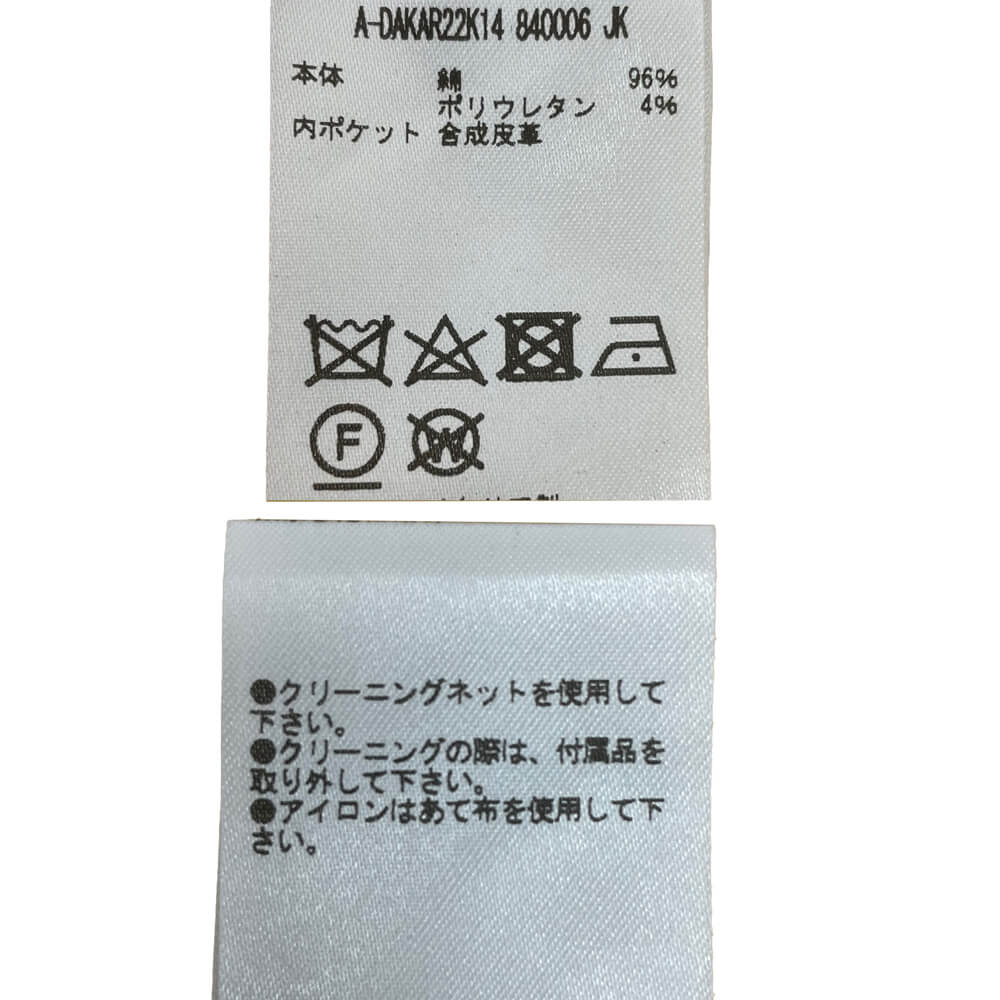 A-DAKAR22K14 840006 JK
本体 綿 96%
ポリウレタン 4%
内ポケット 合成皮革
F
W
●クリーニングネットを使用して
下さい。
●クリーニングの際は、付属品を
取り外して下さい。
●アイロンはあて布を使用して下
さい。